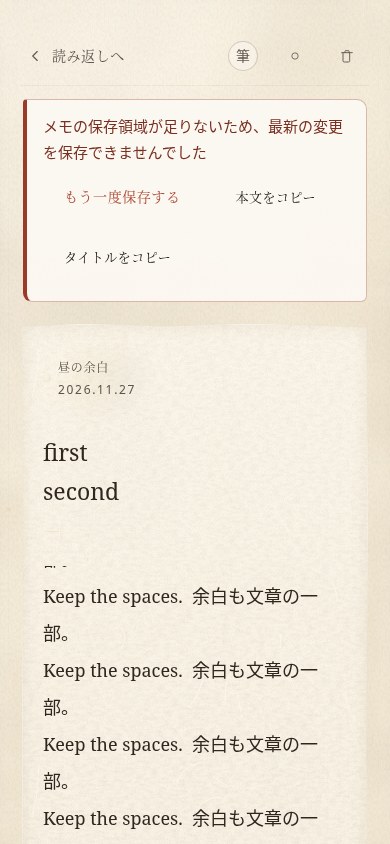 読み返しへ
筆
メモの保存領域が足りないため、最新の変更
を保存できませんでした
もう一度保存する
本文をコピー
タイトルをコピー
昼の余白
2026.11.27
first
second
Keep the spaces.  余白も文章の一
部。
Keep the spaces.  余白も文章の一
部。
Keep the spaces.  余白も文章の一
部。
Keep the spaces.  余白も文章の一